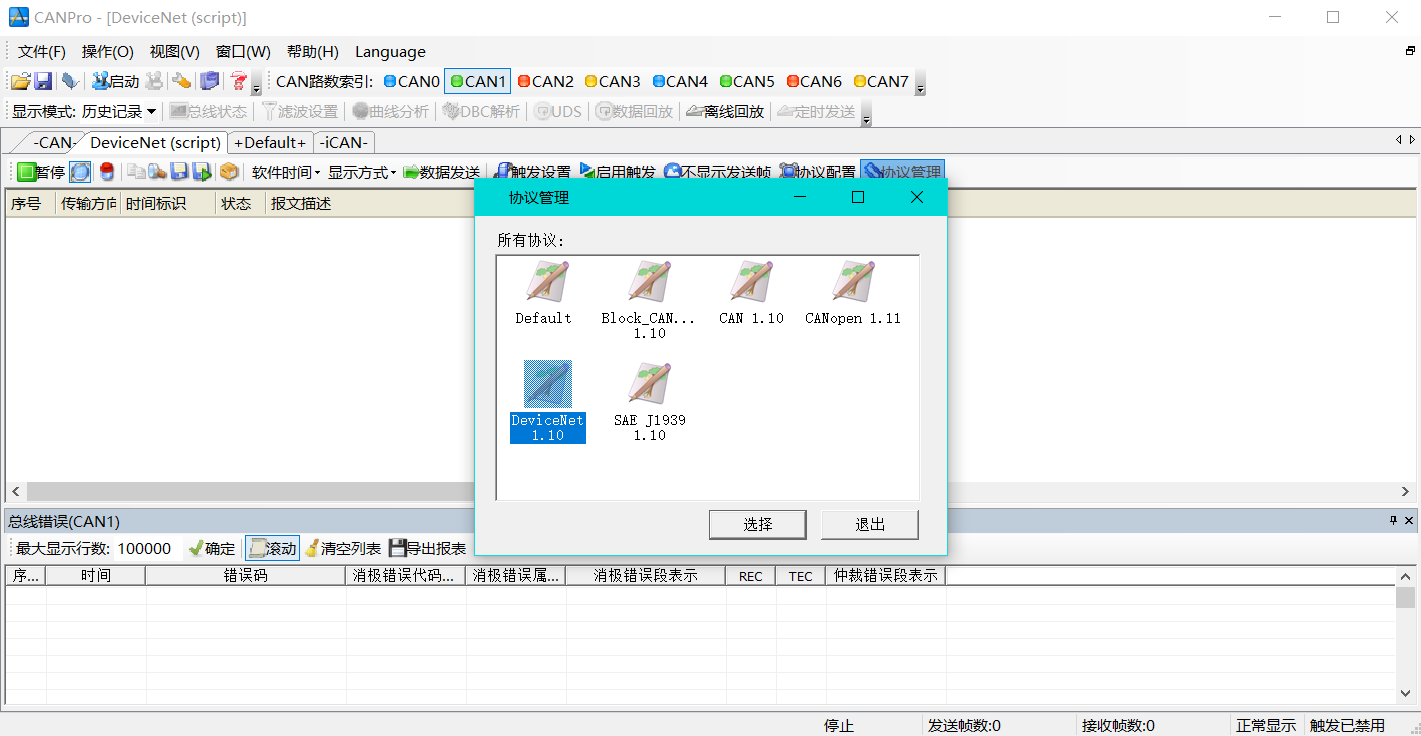 CANPro - [DeviceNet (script)]
文件(F) 操作(O) 视图(V) 窗口(W) 帮助(H) Language
启动 CAN路数索引: CAN0 CAN1 CAN2 CAN3 CAN4 CAN5 CAN6 CAN7
显示模式: 历史记录 总线状态 滤波设置 曲线分析 DBC解析 UDS 数据回放 离线回放 定时发送
-CAN- DeviceNet (script) +Default+ -iCAN-
暂停 软件时间 显示方式 数据发送 触发设置 启用触发 不显示发送帧 协议配置 协议管理
序号 传输方向 时间标识 状态 报文描述
协议管理
所有协议:
Default Block_CAN... 1.10 CAN 1.10 CANopen 1.11
DeviceNet 1.10 SAE J1939 1.10
选择 退出
总线错误(CAN1)
最大显示行数: 100000 确定 滚动 清空列表 导出报表
序... 时间 错误码 消极错误代码... 消极错误属... 消极错误段表示 REC TEC 仲裁错误段表示
停止 发送帧数:0 接收帧数:0 正常显示 触发已禁用